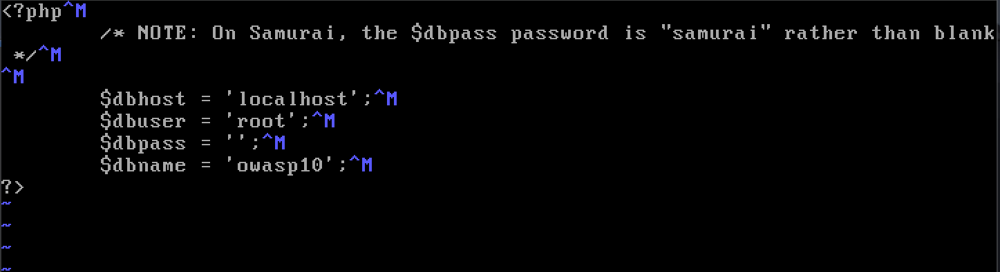 <?php^M
        /* NOTE: On Samurai, the $dbpass password is "samurai" rather than blank
 */^M
^M
        $dbhost = 'localhost';^M
        $dbuser = 'root';^M
        $dbpass = '';^M
        $dbname = 'owasp10';^M
?>
~
~
~
~